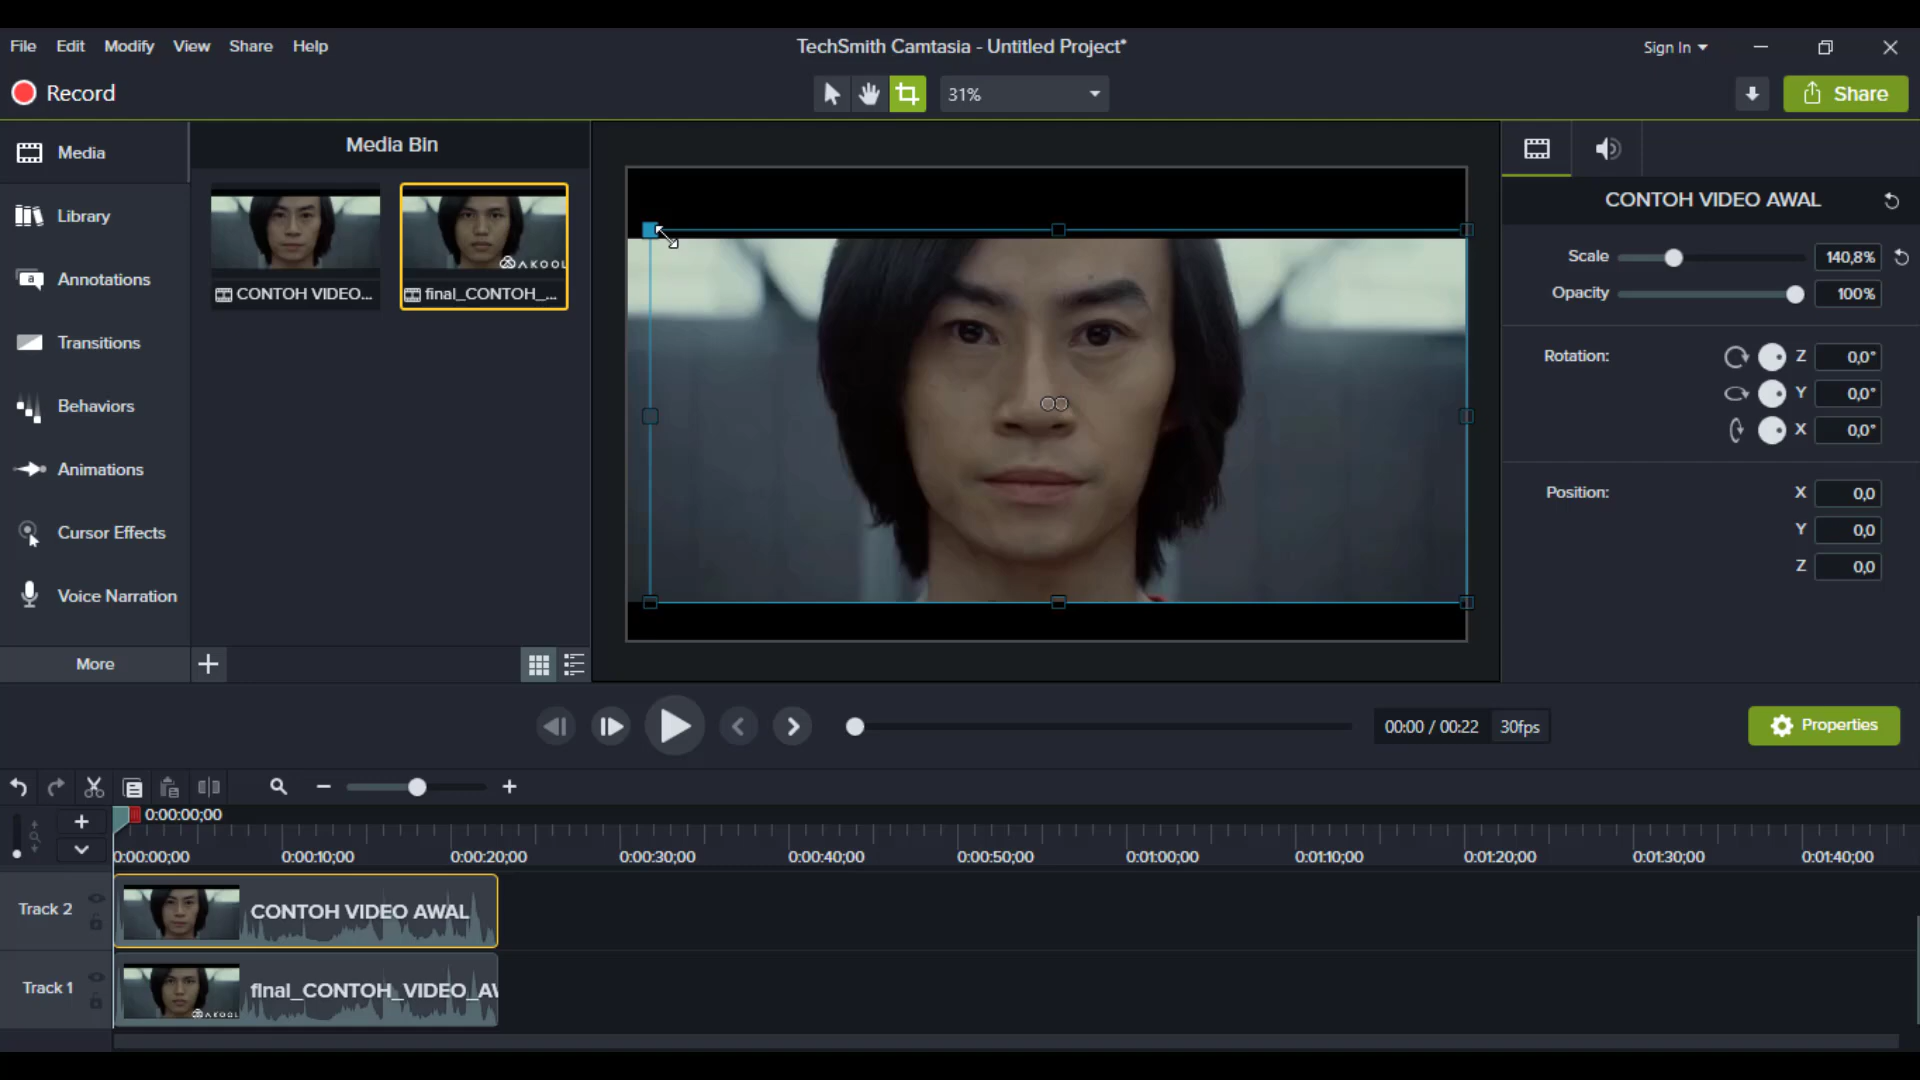 File Edit Modify View Share Help
TechSmith Camtasia - Untitled Project*
Sign In
Record
31%
Share
Media
Library
Annotations
Transitions
Behaviors
Animations
Cursor Effects
Voice Narration
More
Media Bin
AKOOL
CONTOH VIDEO...
final_CONTOH_...
CONTOH VIDEO AWAL
Scale 140,8%
Opacity 100%
Rotation: Z 0,0°
Y 0,0°
X 0,0°
Position: X 0,0
Y 0,0
Z 0,0
00:00 / 00:22 30fps
Properties
0:00:00;00
0:00:00;00 0:00:10;00 0:00:20;00 0:00:30;00 0:00:40;00 0:00:50;00 0:01:00;00 0:01:10;00 0:01:20;00 0:01:30;00 0:01:40;00
Track 2
CONTOH VIDEO AWAL
Track 1
AKOOL
final_CONTOH_VIDEO_AW